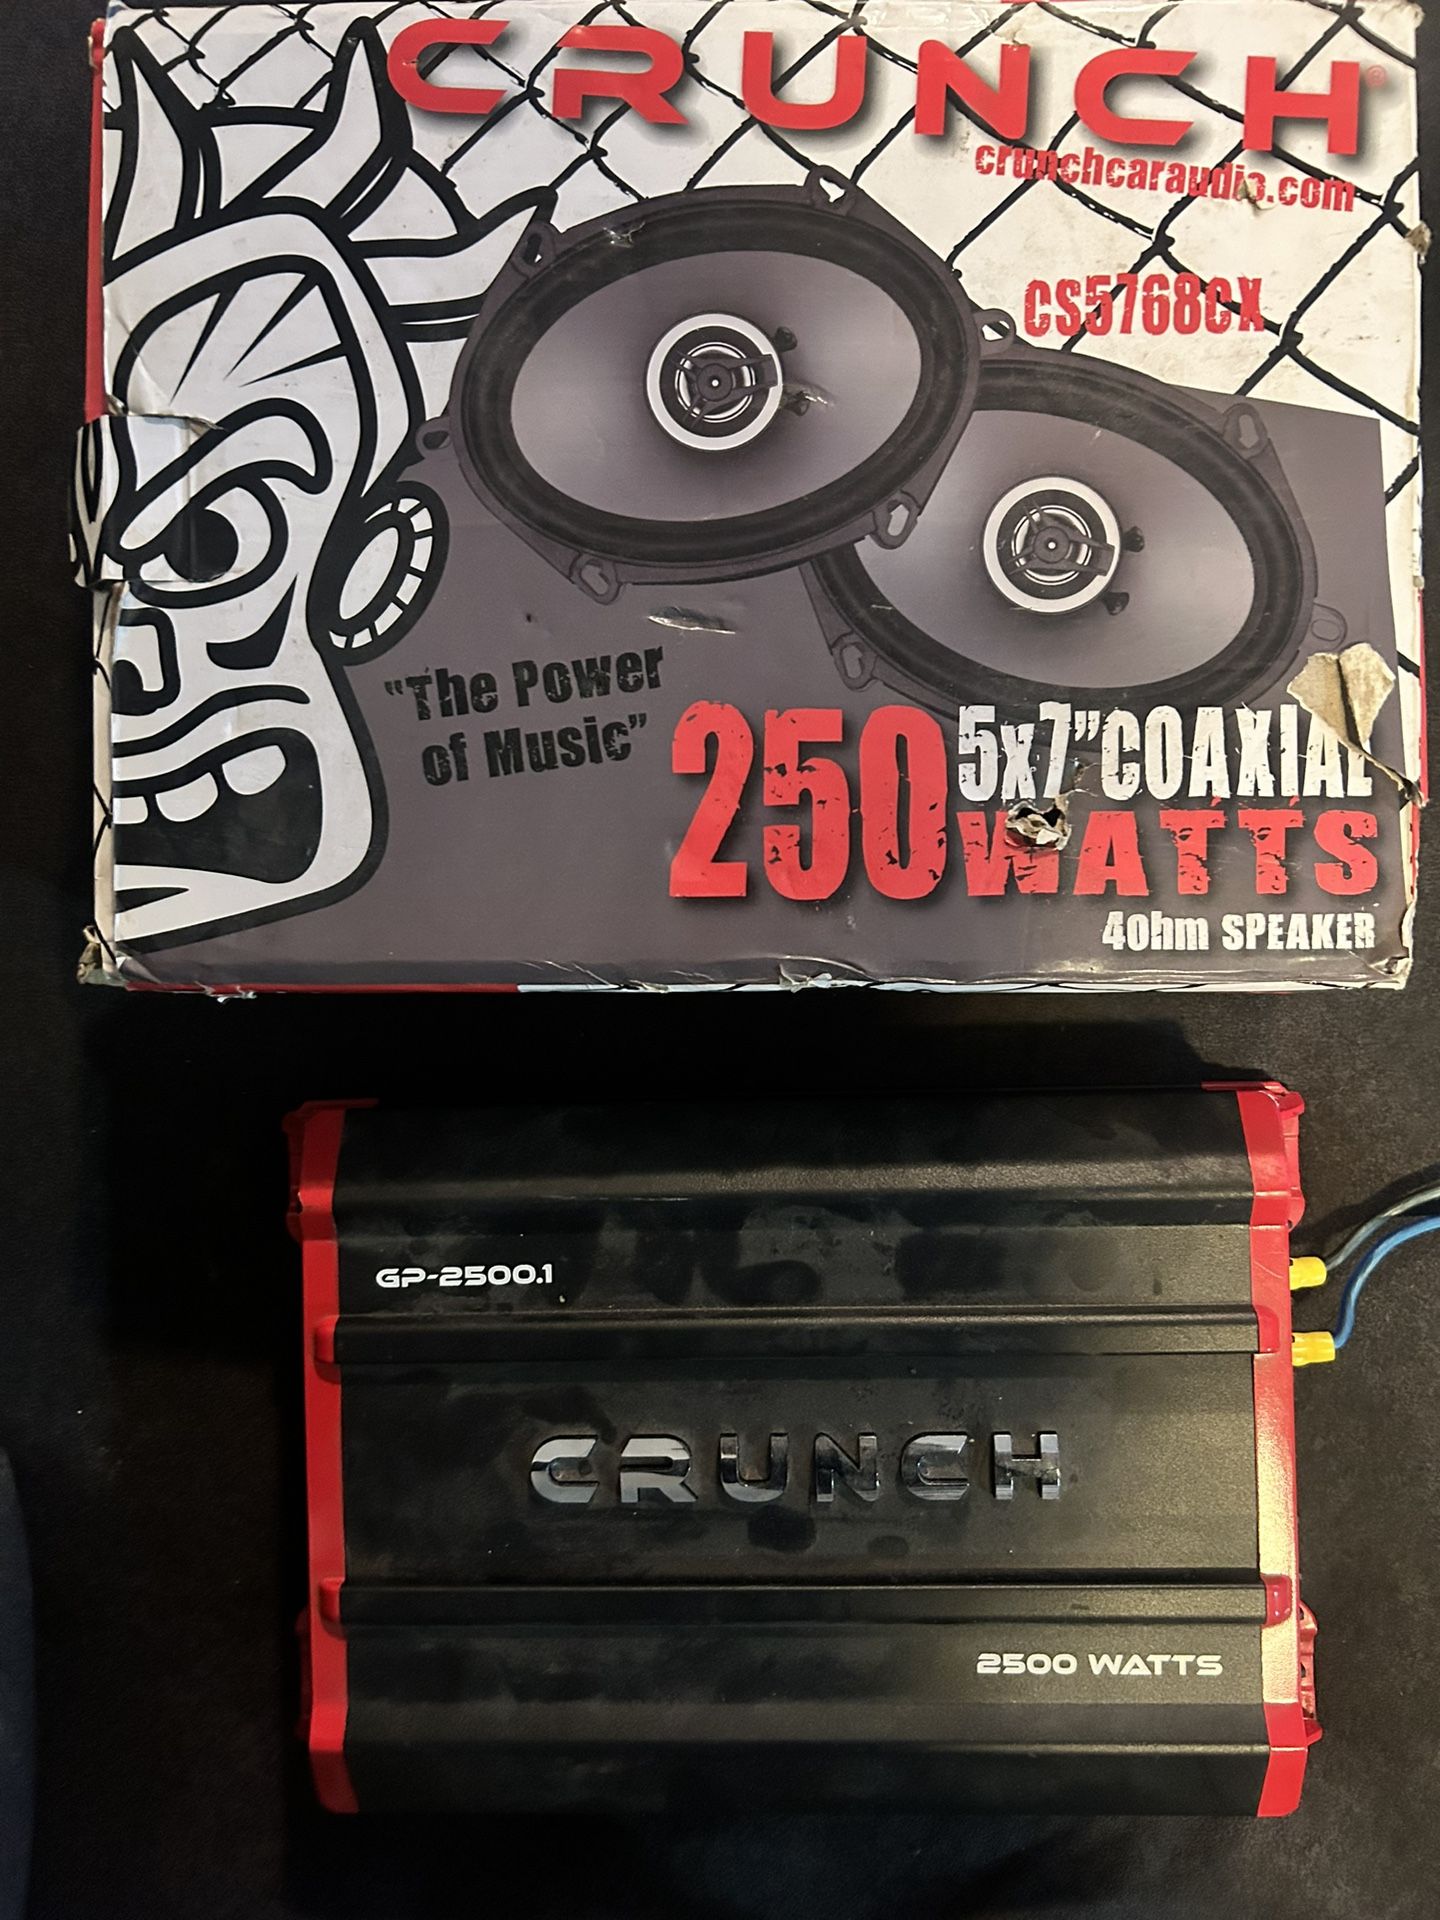 CRUNCH®
crunchcaraudio.com
CS5768CX
"The Power
of Music"
250
5x7"COAXIAL
WATTS
4Ohm SPEAKER
GP-2500.1
CRUNCH
2500 WATTS